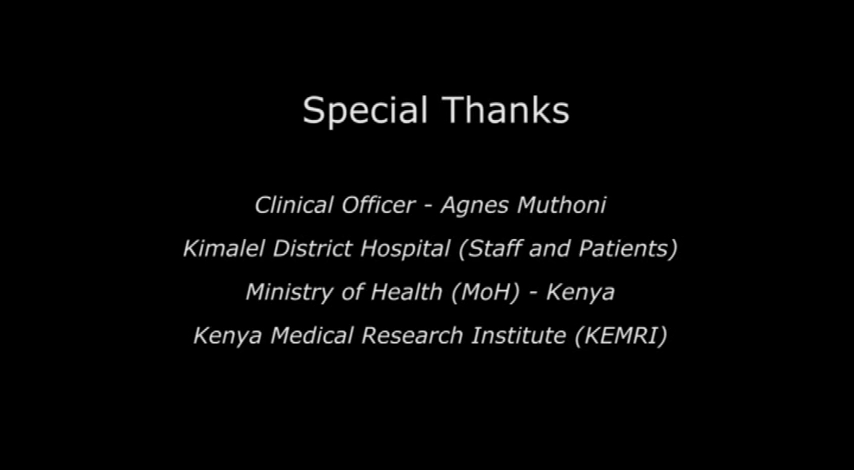 Special Thanks
Clinical Officer - Agnes Muthoni
Kimalel District Hospital (Staff and Patients)
Ministry of Health (MoH) - Kenya
Kenya Medical Research Institute (KEMRI)